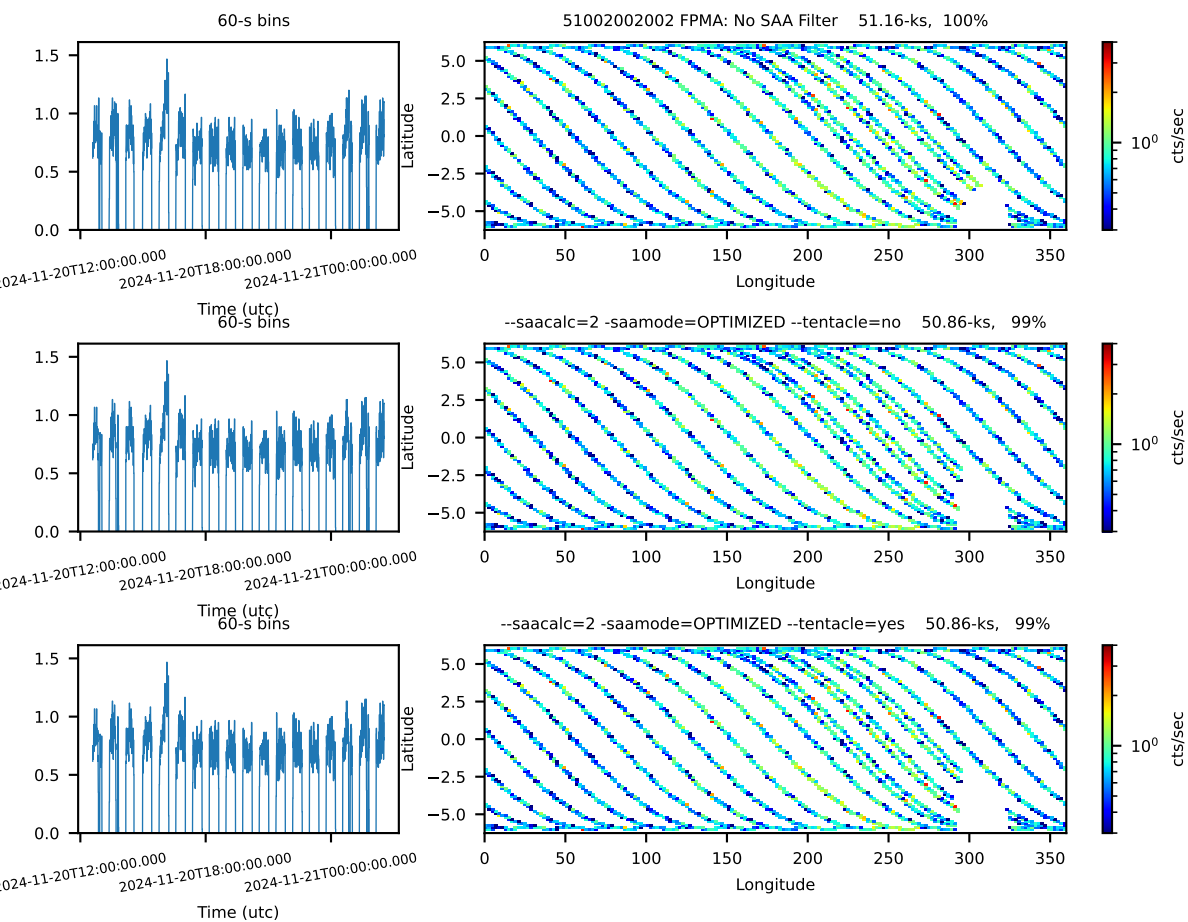 60-s bins
51002002002 FPMA: No SAA Filter    51.16-ks,  100%
1.5
1.0
0.5
0.0
Latitude
5.0
2.5
0.0
−2.5
−5.0
cts/sec
10⁰
2024-11-20T12:00:00.000
2024-11-20T18:00:00.000
2024-11-21T00:00:00.000
0 50 100 150 200 250 300 350
Time (utc)
Longitude
60-s bins
--saacalc=2 -saamode=OPTIMIZED --tentacle=no    50.86-ks,   99%
1.5
1.0
0.5
0.0
Latitude
5.0
2.5
0.0
−2.5
−5.0
cts/sec
10⁰
2024-11-20T12:00:00.000
2024-11-20T18:00:00.000
2024-11-21T00:00:00.000
0 50 100 150 200 250 300 350
Time (utc)
Longitude
60-s bins
--saacalc=2 -saamode=OPTIMIZED --tentacle=yes    50.86-ks,   99%
1.5
1.0
0.5
0.0
Latitude
5.0
2.5
0.0
−2.5
−5.0
cts/sec
10⁰
2024-11-20T12:00:00.000
2024-11-20T18:00:00.000
2024-11-21T00:00:00.000
0 50 100 150 200 250 300 350
Time (utc)
Longitude